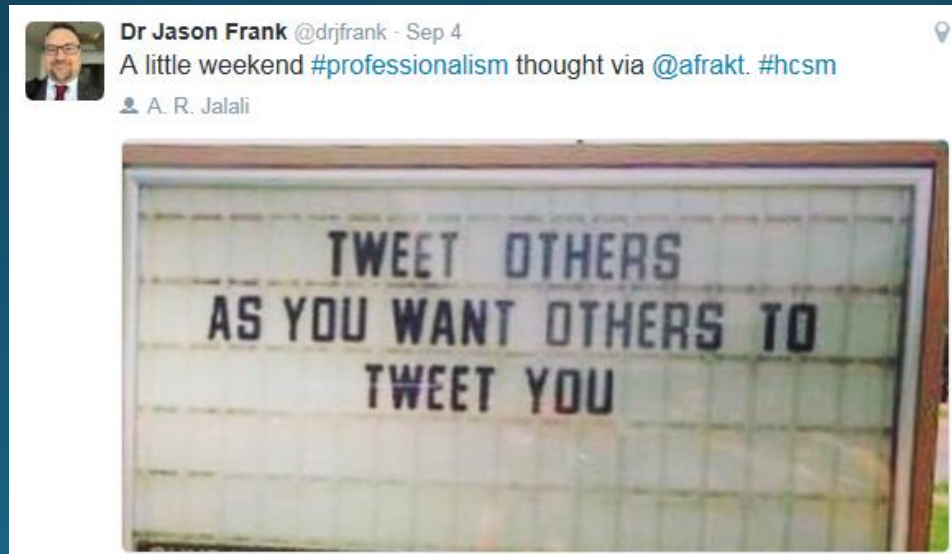 Dr Jason Frank @drjfrank · Sep 4
A little weekend #professionalism thought via @afrakt. #hcsm
A. R. Jalali
TWEET OTHERS
AS YOU WANT OTHERS TO
TWEET YOU